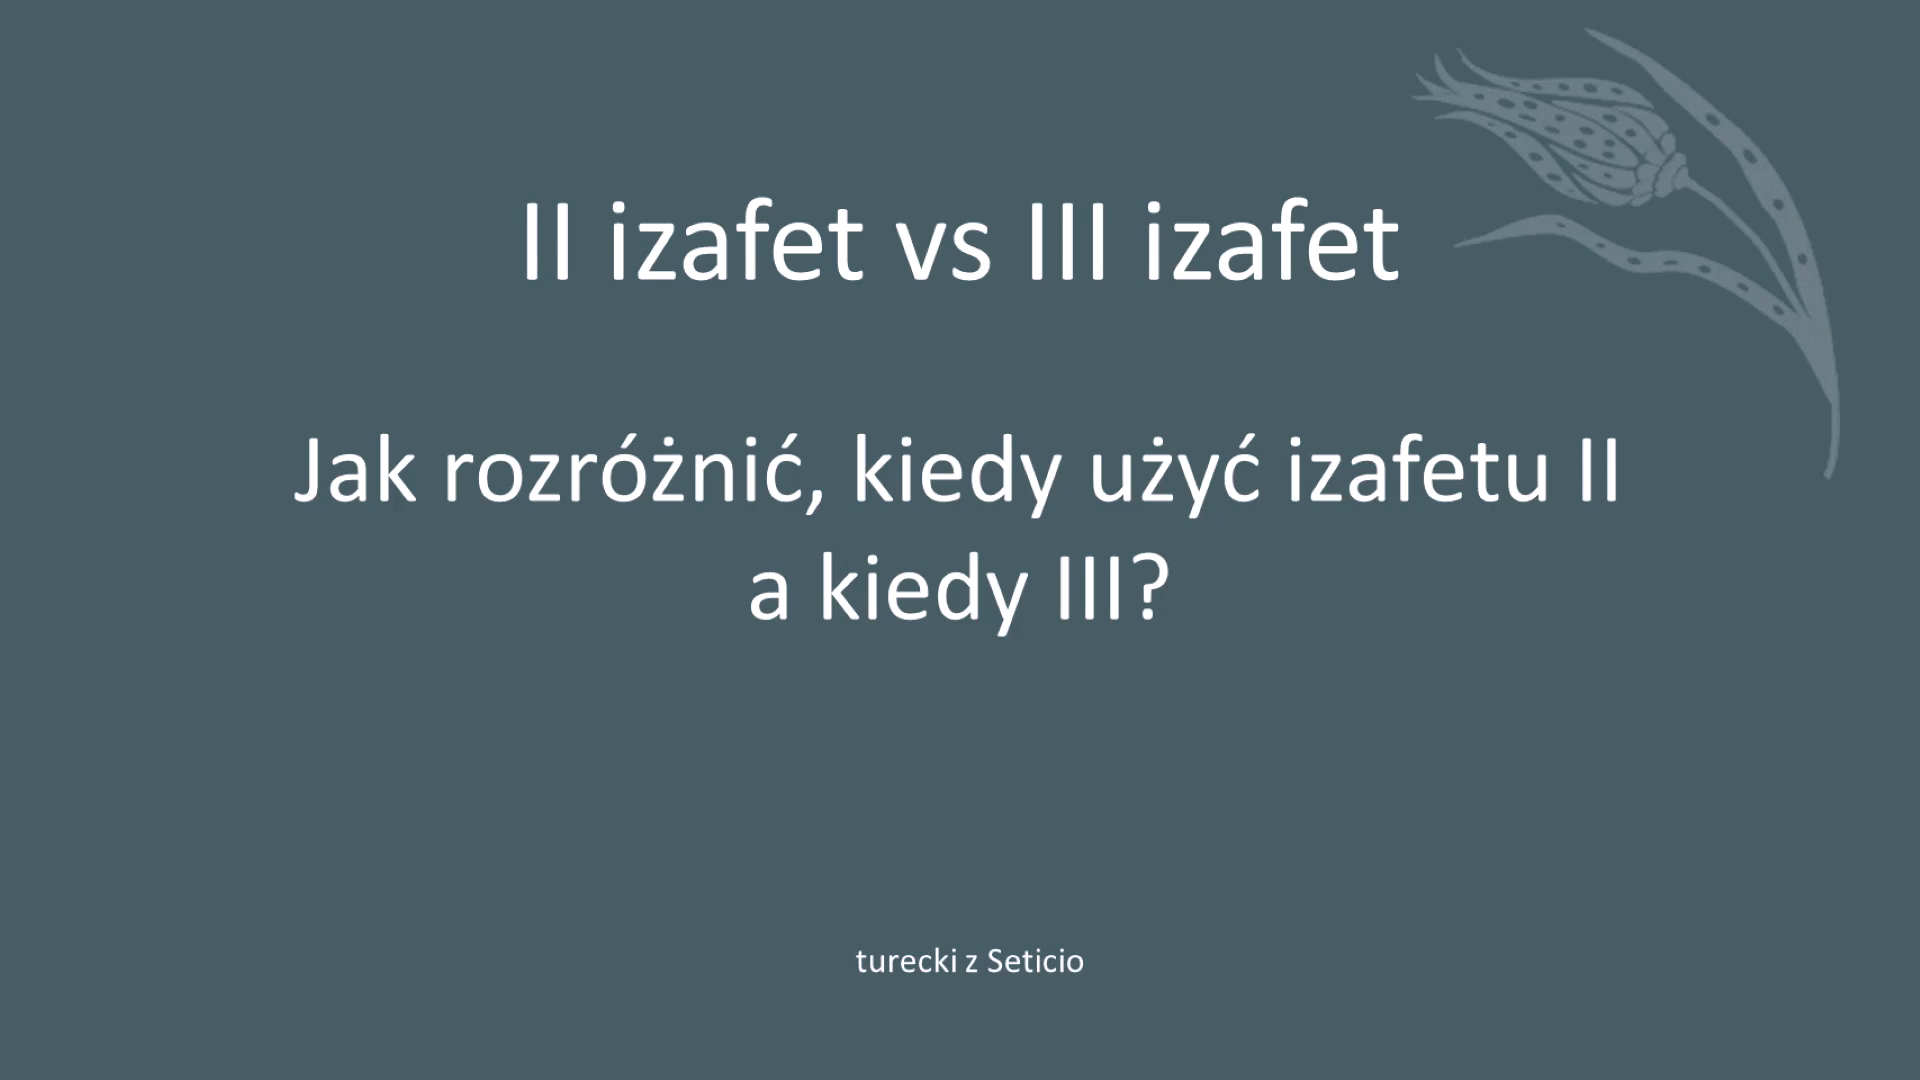 II izafet vs III izafet
Jak rozróżnić, kiedy użyć izafetu II
a kiedy III?
turecki z Seticio